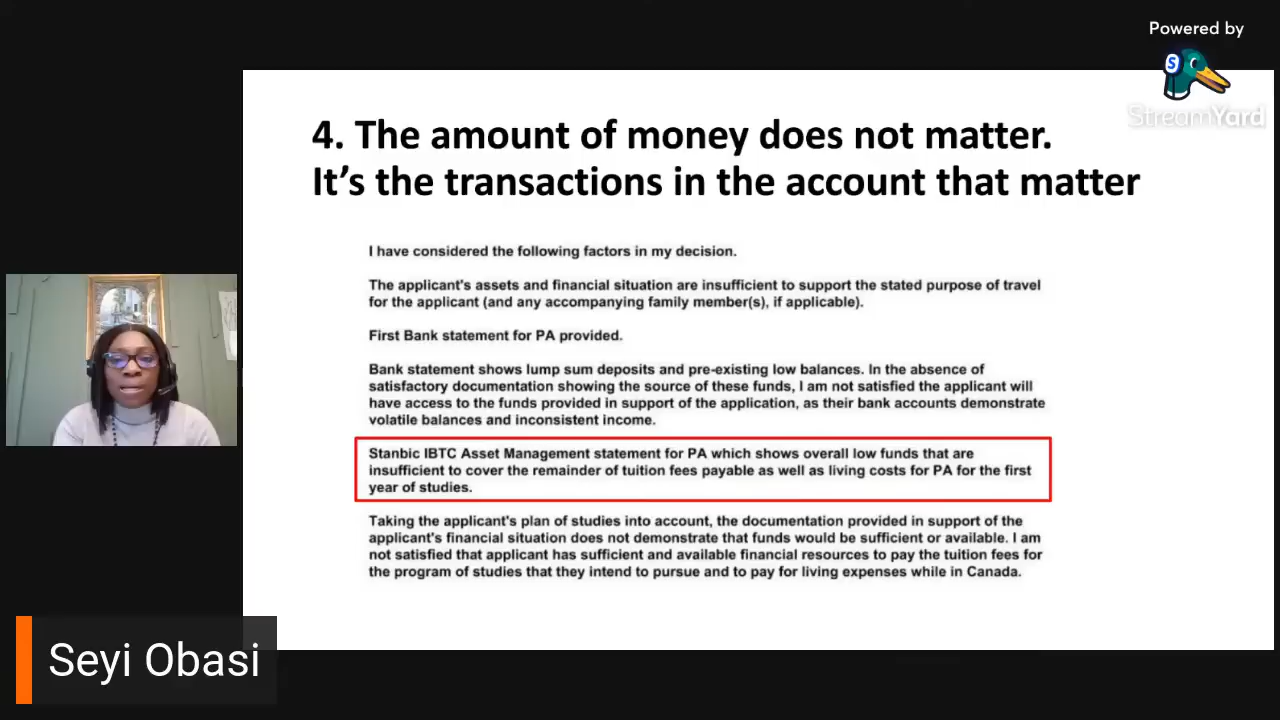 Powered by
StreamYard
4. The amount of money does not matter.
It's the transactions in the account that matter
I have considered the following factors in my decision.
The applicant's assets and financial situation are insufficient to support the stated purpose of travel
for the applicant (and any accompanying family member(s), if applicable).
First Bank statement for PA provided.
Bank statement shows lump sum deposits and pre-existing low balances. In the absence of
satisfactory documentation showing the source of these funds, I am not satisfied the applicant will
have access to the funds provided in support of the application, as their bank accounts demonstrate
volatile balances and inconsistent income.
Stanbic IBTC Asset Management statement for PA which shows overall low funds that are
insufficient to cover the remainder of tuition fees payable as well as living costs for PA for the first
year of studies.
Taking the applicant's plan of studies into account, the documentation provided in support of the
applicant's financial situation does not demonstrate that funds would be sufficient or available. I am
not satisfied that applicant has sufficient and available financial resources to pay the tuition fees for
the program of studies that they intend to pursue and to pay for living expenses while in Canada.
Seyi Obasi